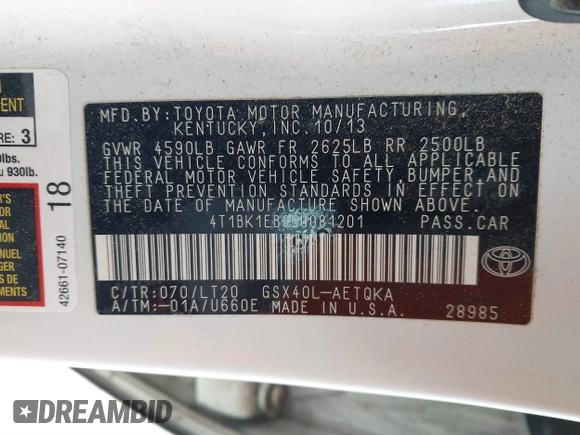 MFD.BY:TOYOTA MOTOR MANUFACTURING,
KENTUCKY,INC.10/13
GVWR 4590LB GAWR FR 2625LB RR 2500LB
THIS VEHICLE CONFORMS TO ALL APPLICABLE
FEDERAL MOTOR VEHICLE SAFETY,BUMPER,AND
THEFT PREVENTION STANDARDS IN EFFECT ON
THE DATE OF MANUFACTURE SHOWN ABOVE.
PASS.CAR
C/TR:070/LT20 GSX40L-AETQKA
A/TM:-01A/U660E MADE IN U.S.A.
28985
TOYOTA
3
930lb.
18
42661-07140
DREAMBID